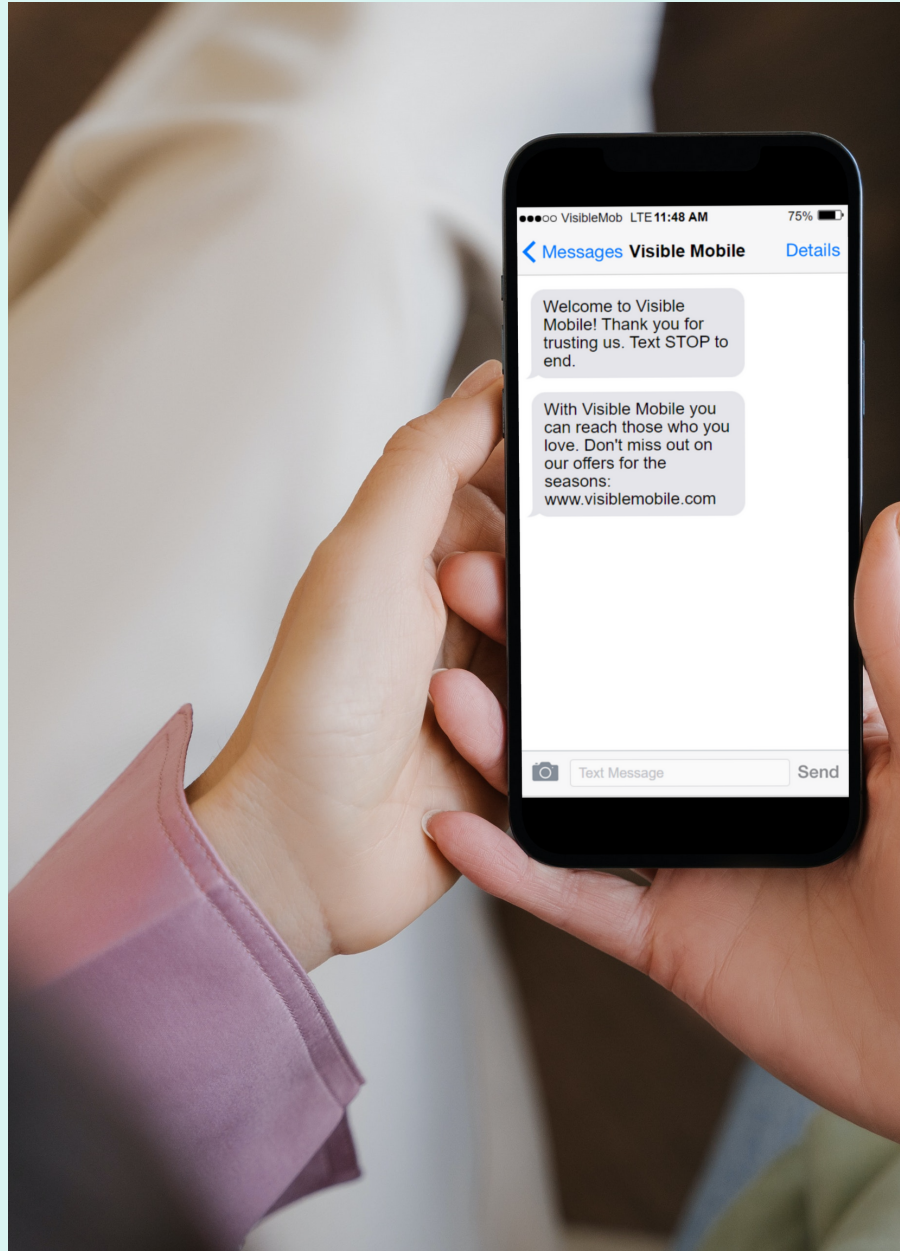 VisibleMob LTE 11:48 AM 75%
Messages Visible Mobile Details
Welcome to Visible
Mobile! Thank you for
trusting us. Text STOP to
end.
With Visible Mobile you
can reach those who you
love. Don't miss out on
our offers for the
seasons:
www.visiblemobile.com
Text Message Send